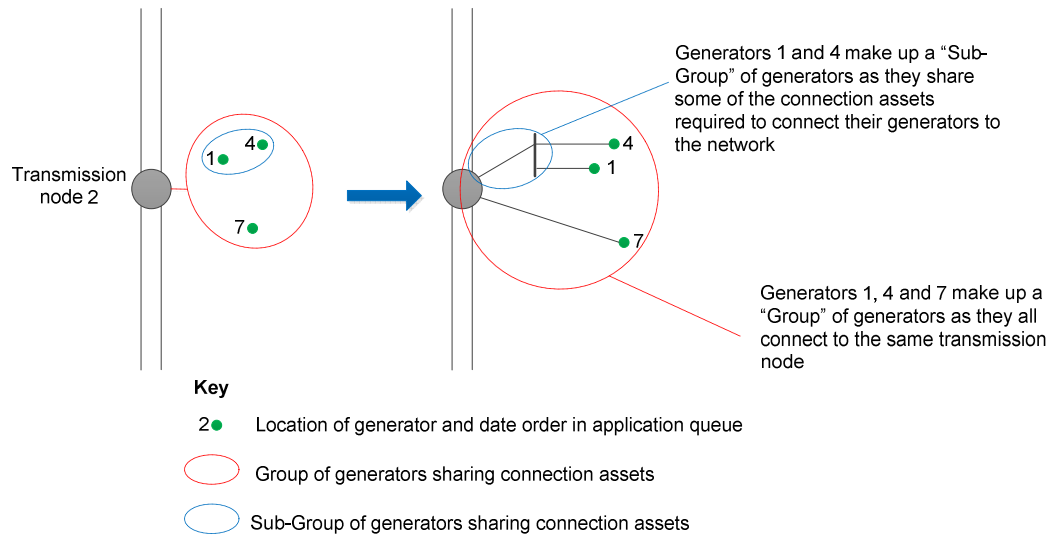 Generators 1 and 4 make up a “Sub-
Group” of generators as they share
some of the connection assets
required to connect their generators to
the network
4
1
Transmission
node 2
7
4
1
7
Generators 1, 4 and 7 make up a
“Group” of generators as they all
connect to the same transmission
node
Key
2 Location of generator and date order in application queue
Group of generators sharing connection assets
Sub-Group of generators sharing connection assets